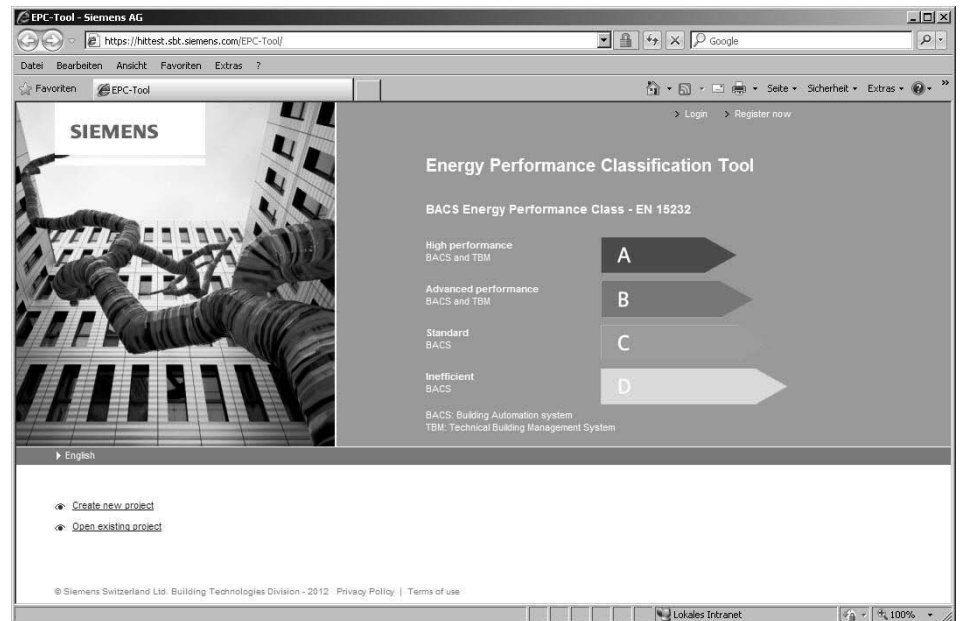 EPC-Tool - Siemens AG
https://hittest.sbt.siemens.com/EPC-Tool/
Google
Datei Bearbeiten Ansicht Favoriten Extras ?
Favoriten EPC-Tool Seite Sicherheit Extras »
Login Register now
SIEMENS
Energy Performance Classification Tool
BACS Energy Performance Class - EN 15232
High performance
BACS and TBM
A
Advanced performance
BACS and TBM
B
Standard
BACS
C
Inefficient
BACS
D
BACS: Building Automation system
TBM: Technical Building Management System
English
Create new project
Open existing project
© Siemens Switzerland Ltd. Building Technologies Division - 2012 Privacy Policy | Terms of use
Lokales Intranet 100%